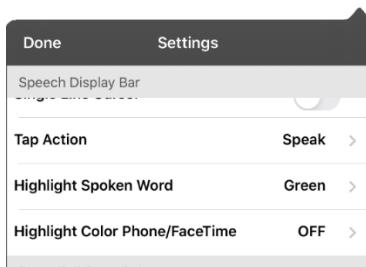 Done Settings
Speech Display Bar
Tap Action Speak
Highlight Spoken Word Green
Highlight Color Phone/FaceTime OFF